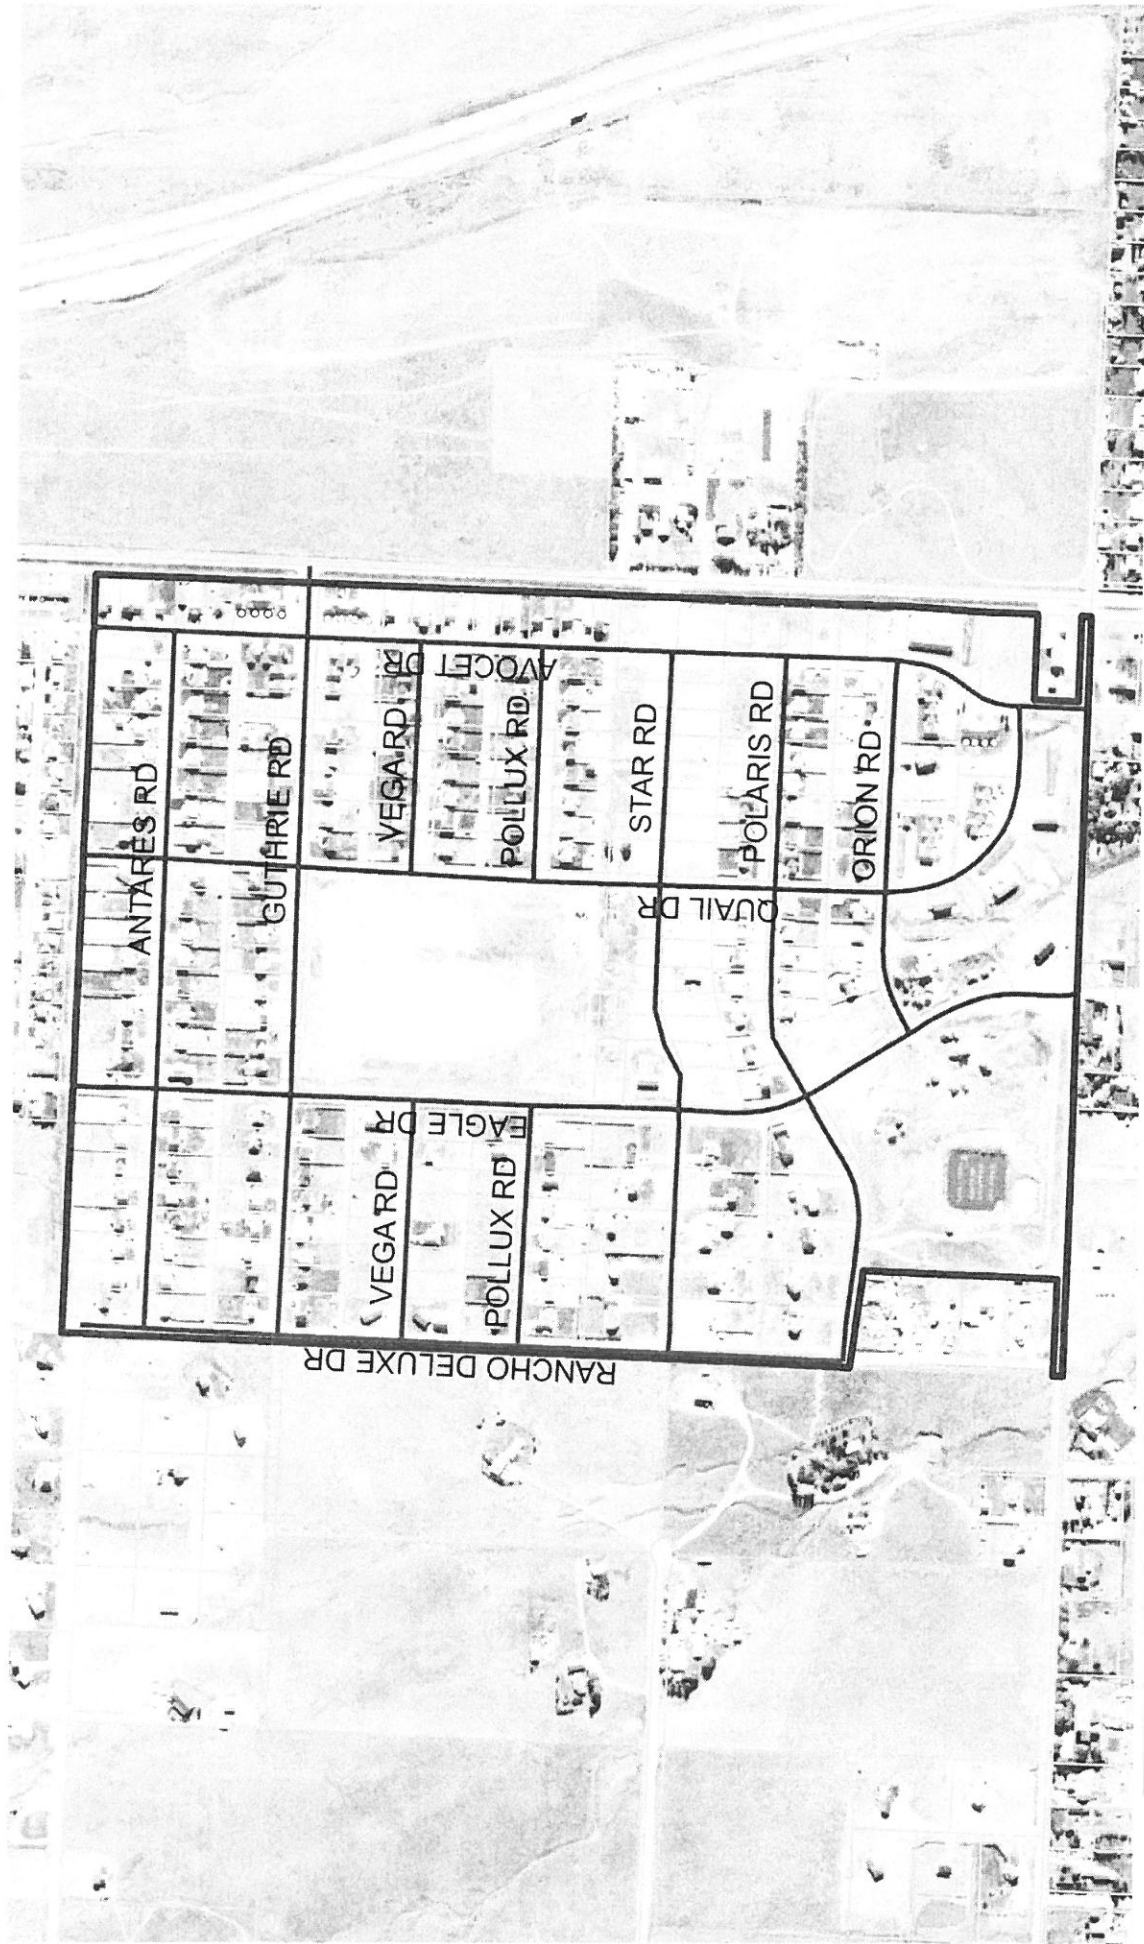 ANTARES RD
GUTHRIE RD
VEGA RD
AVOCET DR
POLLUX RD
STAR RD
POLARIS RD
ORION RD
QUAIL DR
EAGLE DR
VEGA RD
POLLUX RD
RANCHO DELUXE DR